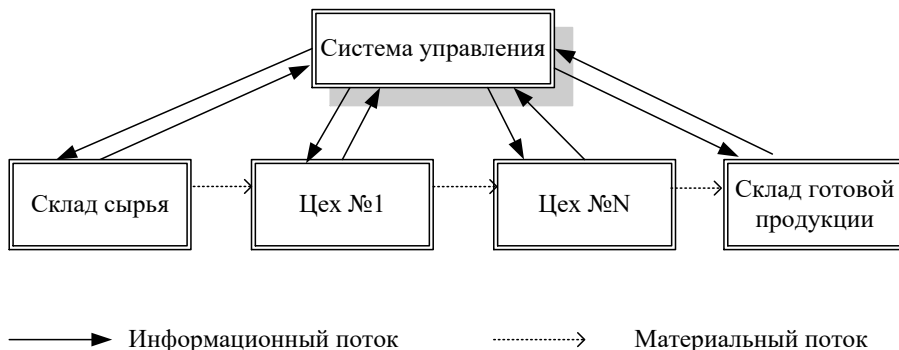 Система управления
Склад сырья
Цех №1
Цех №N
Склад готовой
продукции
Информационный поток
Материальный поток